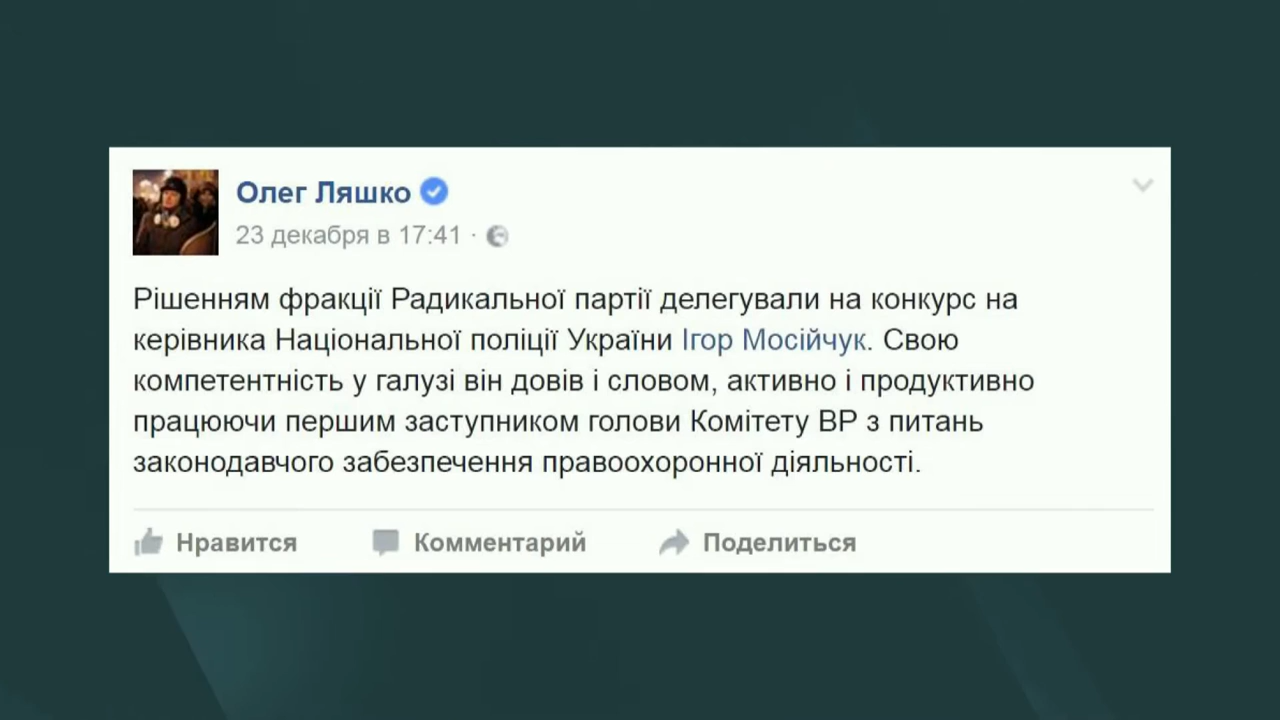 Олег Ляшко
23 декабря в 17:41 ·
Рішенням фракції Радикальної партії делегували на конкурс на
керівника Національної поліції України Ігор Мосійчук. Свою
компетентність у галузі він довів і словом, активно і продуктивно
працюючи першим заступником голови Комітету ВР з питань
законодавчого забезпечення правоохоронної діяльності.
Нравится Комментарий Поделиться